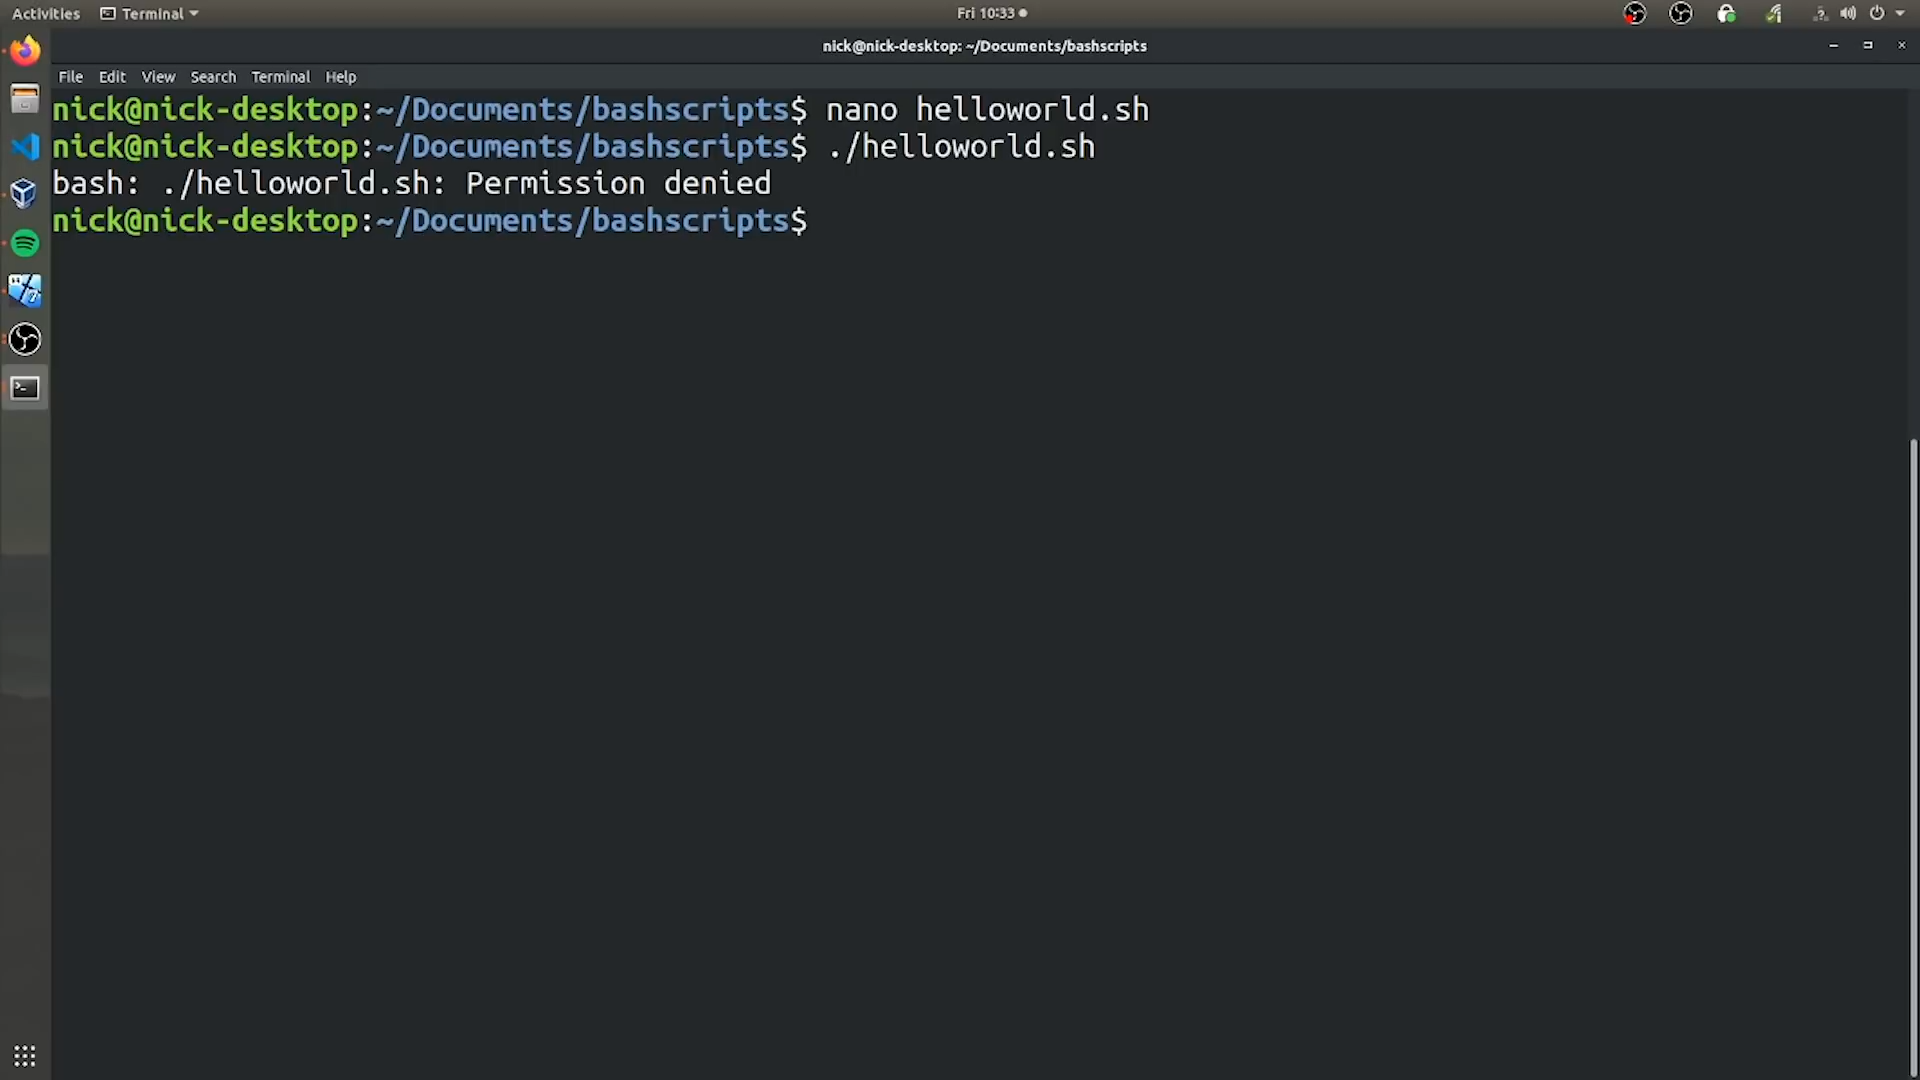 Activities Terminal Fri 10:33
nick@nick-desktop: ~/Documents/bashscripts
File Edit View Search Terminal Help
nick@nick-desktop:~/Documents/bashscripts$ nano helloworld.sh
nick@nick-desktop:~/Documents/bashscripts$ ./helloworld.sh
bash: ./helloworld.sh: Permission denied
nick@nick-desktop:~/Documents/bashscripts$